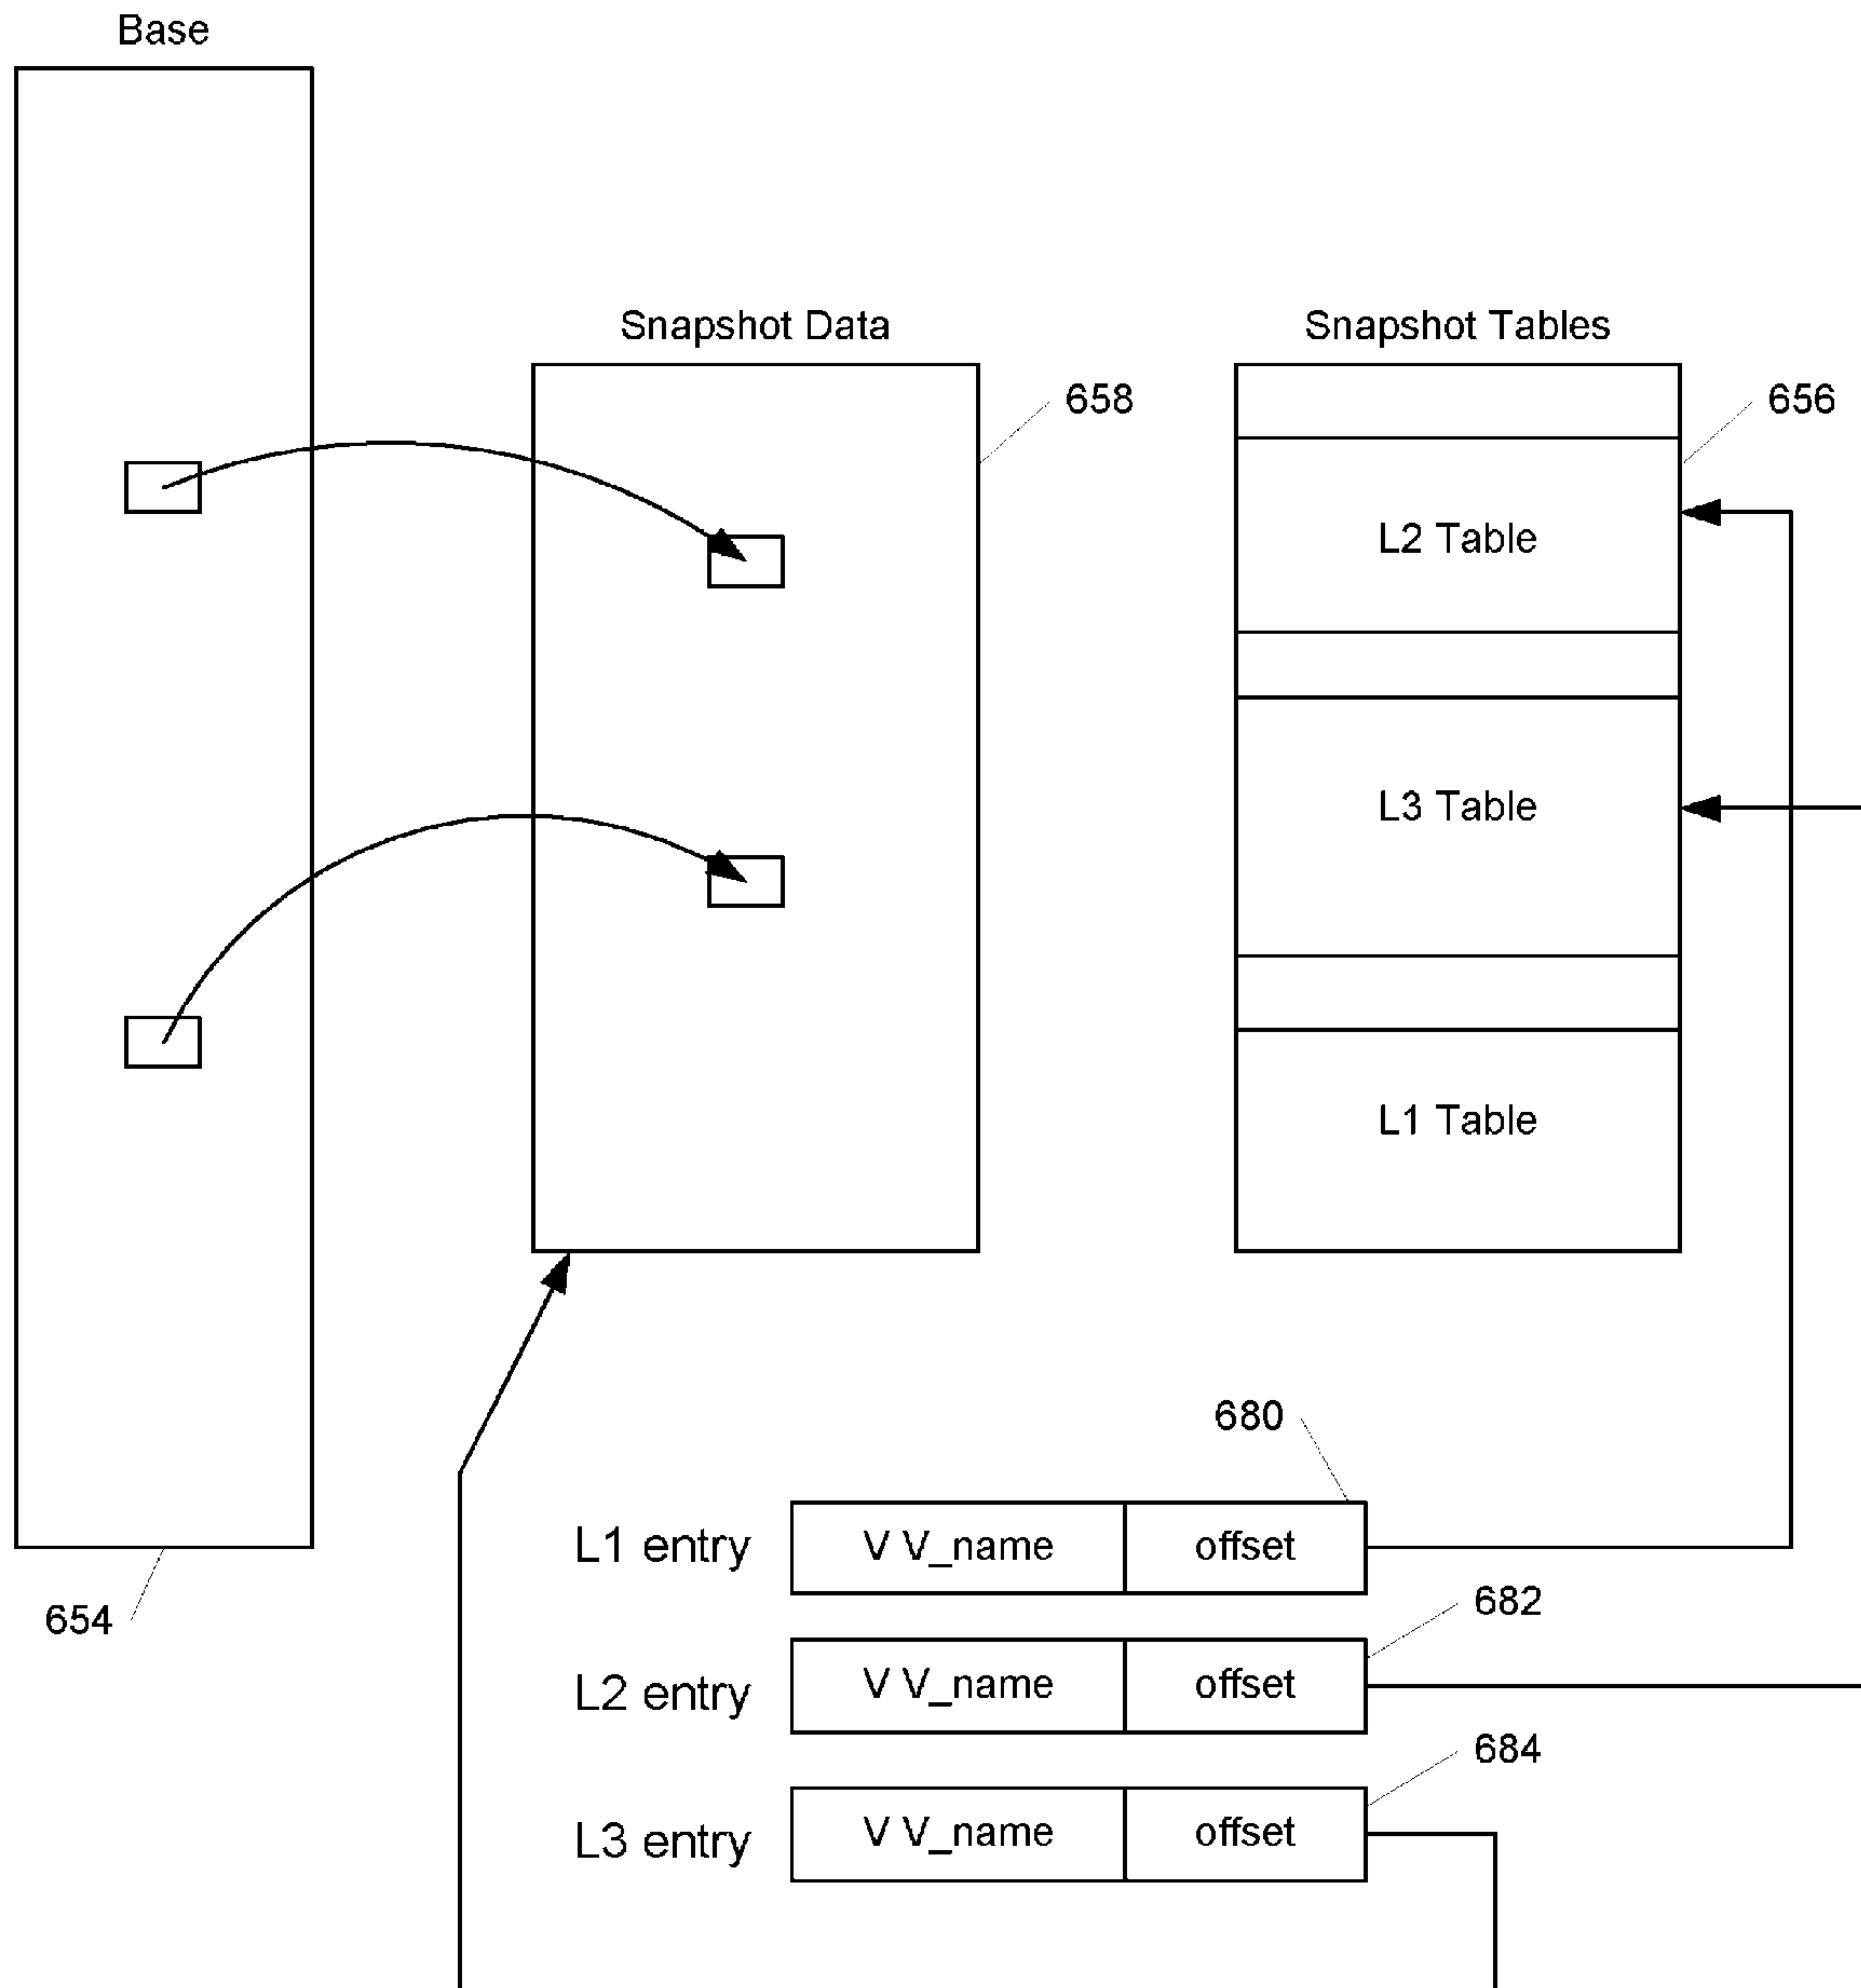 Base
Snapshot Data
Snapshot Tables
658
656
L2 Table
L3 Table
L1 Table
680
L1 entry V V_name offset
682
654
L2 entry V V_name offset
684
L3 entry V V_name offset